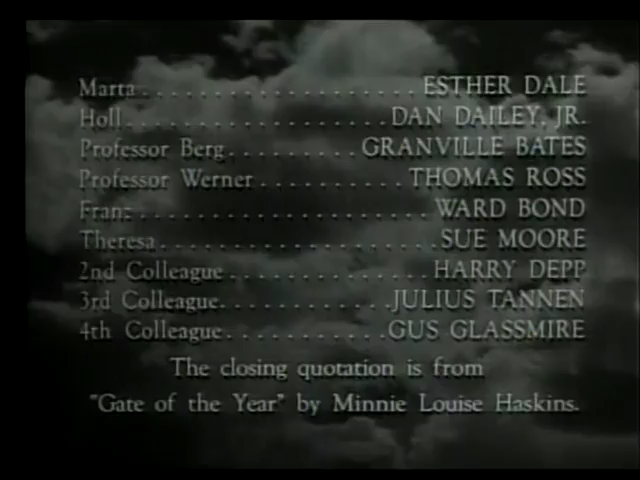 Marta.................ESTHER DALE
Holl..................DAN DAILEY, JR.
Professor Berg.........GRANVILLE BATES
Professor Werner..........THOMAS ROSS
Franz...................WARD BOND
Theresa..................SUE MOORE
2nd Colleague.............HARRY DEPP
3rd Colleague............JULIUS TANNEN
4th Colleague...........GUS GLASSMIRE
The closing quotation is from
"Gate of the Year" by Minnie Louise Haskins.